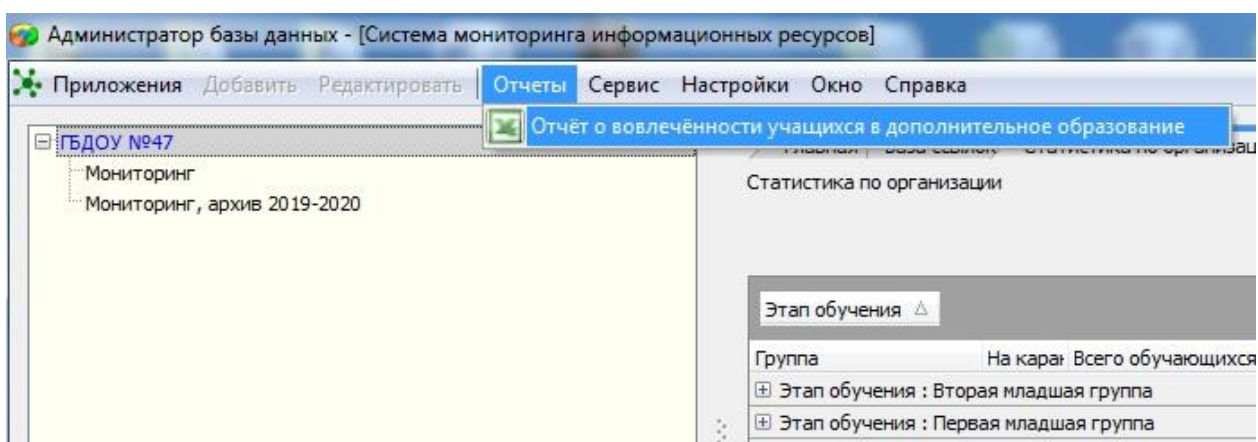 Администратор базы данных - [Система мониторинга информационных ресурсов]
Приложения Добавить Редактировать Отчеты Сервис Настройки Окно Справка
Отчёт о вовлечённости учащихся в дополнительное образование
ГБДОУ №47
Мониторинг
Мониторинг, архив 2019-2020
Статистика по организации
Этап обучения
Группа На каран Всего обучающихся
Этап обучения : Вторая младшая группа
Этап обучения : Первая младшая группа